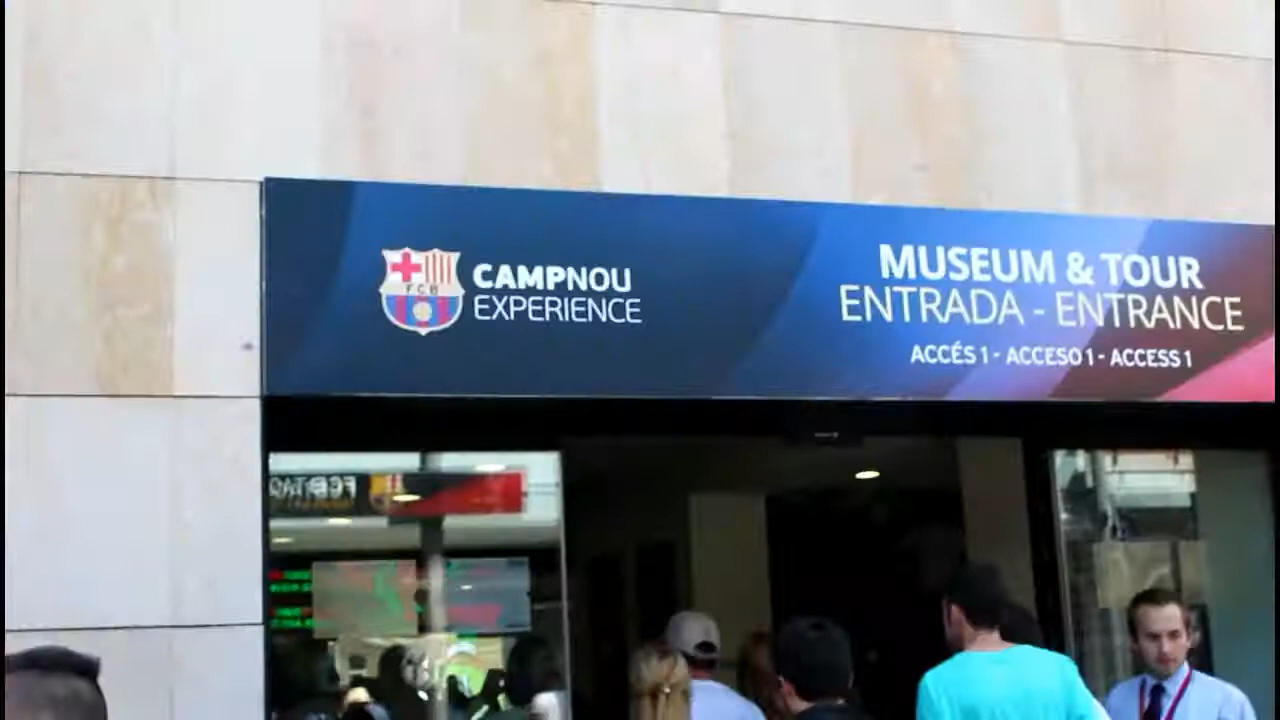 FCB
CAMPNOU
EXPERIENCE
MUSEUM & TOUR
ENTRADA - ENTRANCE
ACCÉS 1 - ACCESO 1 - ACCESS 1